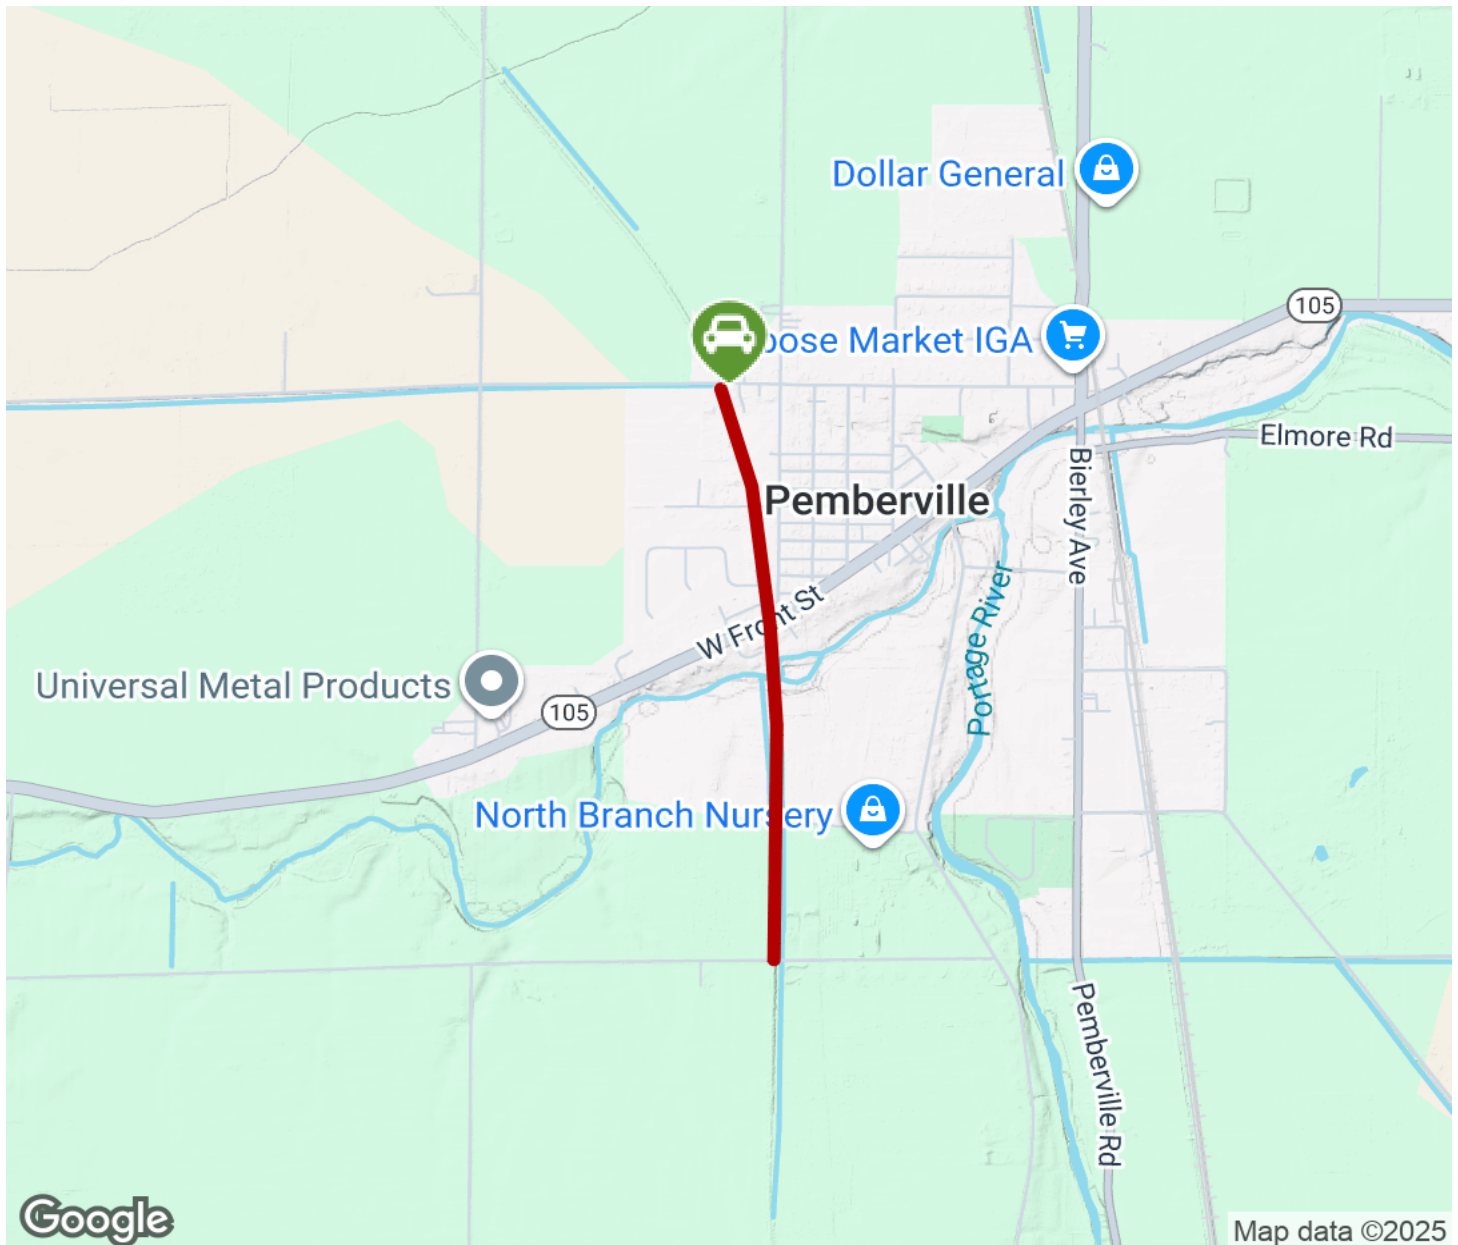 Dollar General
105
oose Market IGA
Elmore Rd
Bierley Ave
Pemberville
W Front St
Portage River
Universal Metal Products
105
North Branch Nursery
Pemberville Rd
Google
Map data ©2025